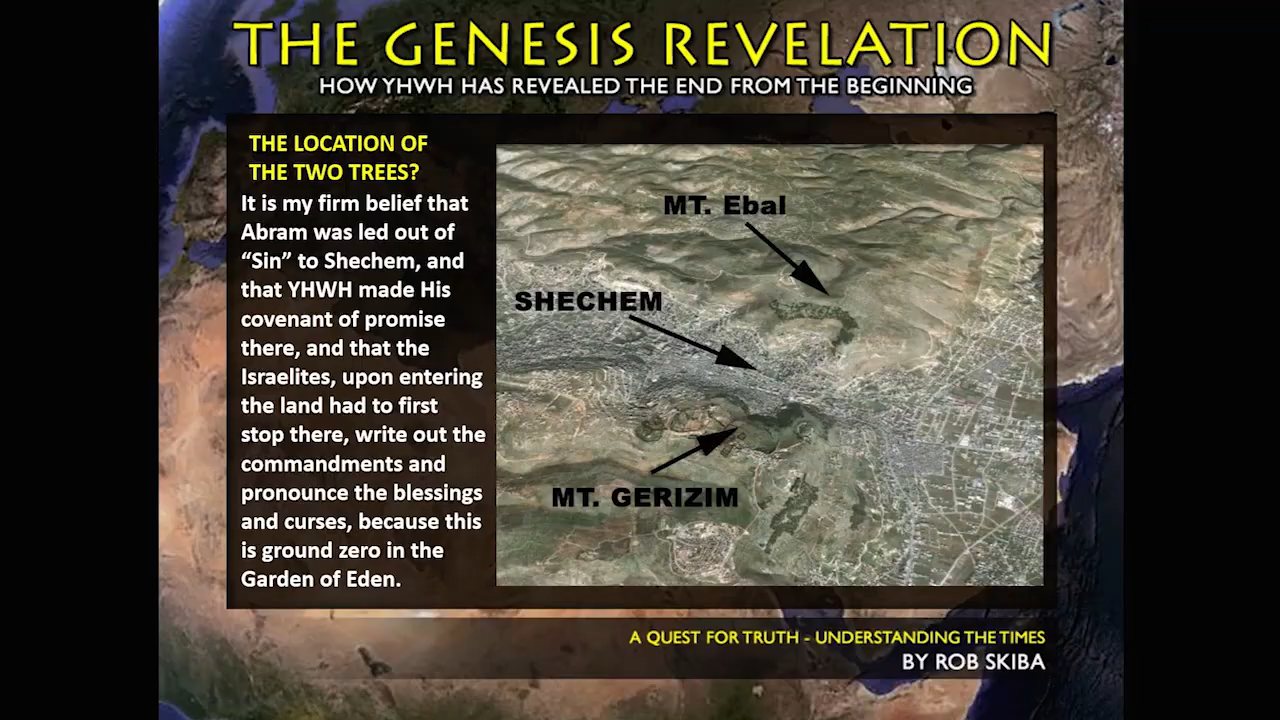 THE GENESIS REVELATION
HOW YHWH HAS REVEALED THE END FROM THE BEGINNING
THE LOCATION OF
THE TWO TREES?
It is my firm belief that
Abram was led out of
“Sin” to Shechem, and
that YHWH made His
covenant of promise
there, and that the
Israelites, upon entering
the land had to first
stop there, write out the
commandments and
pronounce the blessings
and curses, because this
is ground zero in the
Garden of Eden.
MT. Ebal
SHECHEM
MT. GERIZIM
A QUEST FOR TRUTH - UNDERSTANDING THE TIMES
BY ROB SKIBA